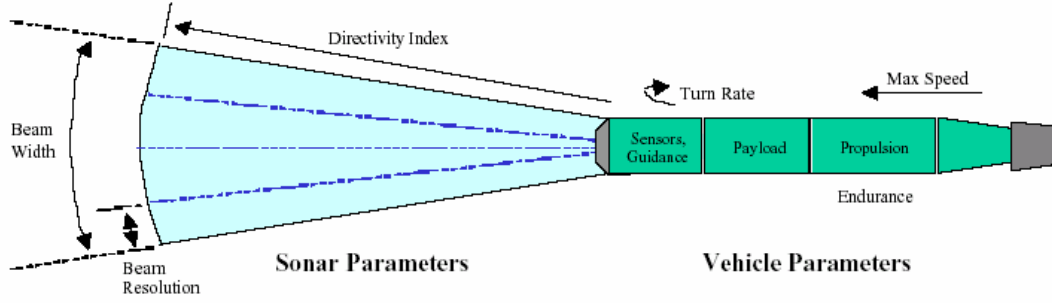 Directivity Index
Max Speed
Turn Rate
Beam
Width
Sensors,
Guidance
Payload
Propulsion
Endurance
Beam
Resolution
Sonar Parameters
Vehicle Parameters